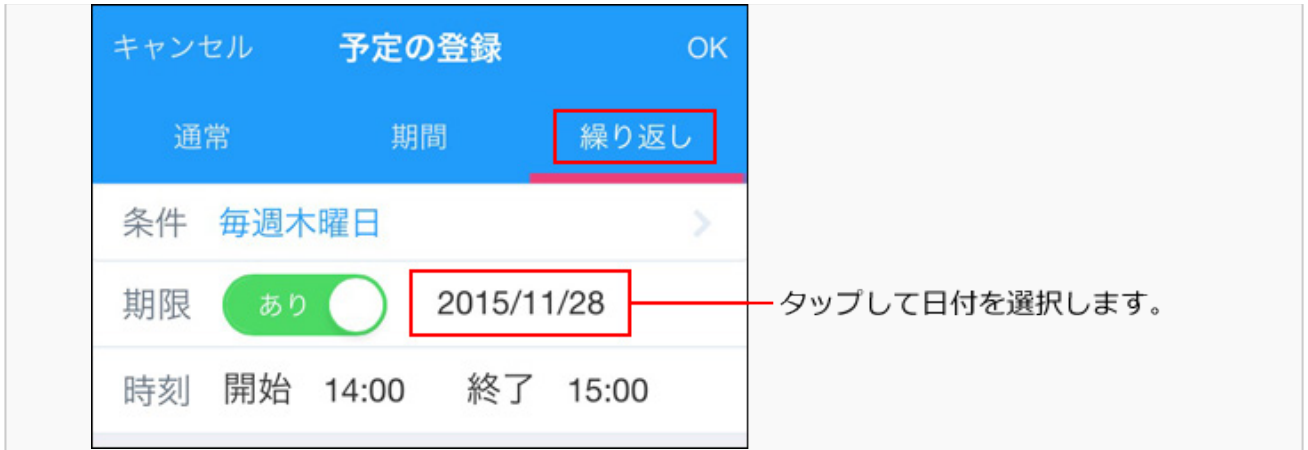 キャンセル 予定の登録 OK
通常 期間 繰り返し
条件 毎週木曜日
期限 あり 2015/11/28 タップして日付を選択します。
時刻 開始 14:00 終了 15:00